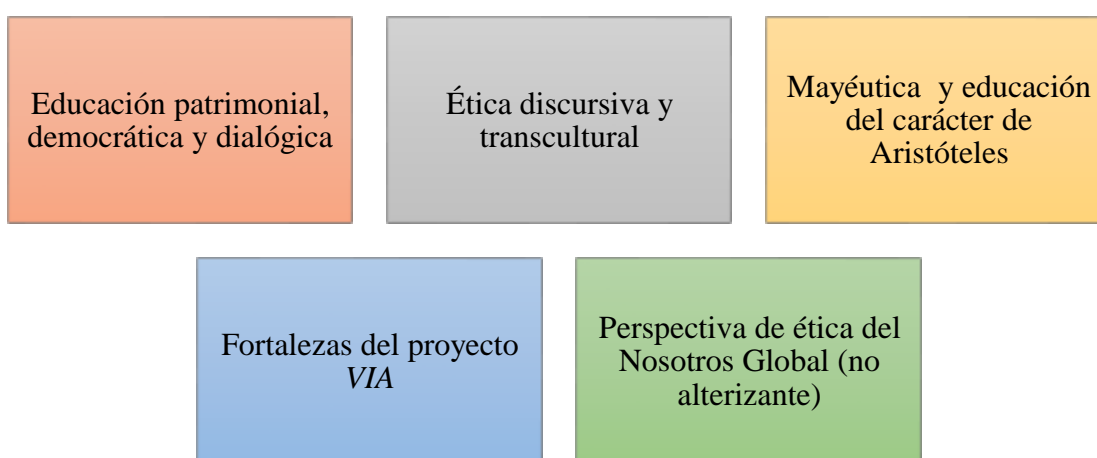 Educación patrimonial,
democrática y dialógica
Ética discursiva y
transcultural
Mayéutica y educación
del carácter de
Aristóteles
Fortalezas del proyecto
VIA
Perspectiva de ética del
Nosotros Global (no
alterizante)